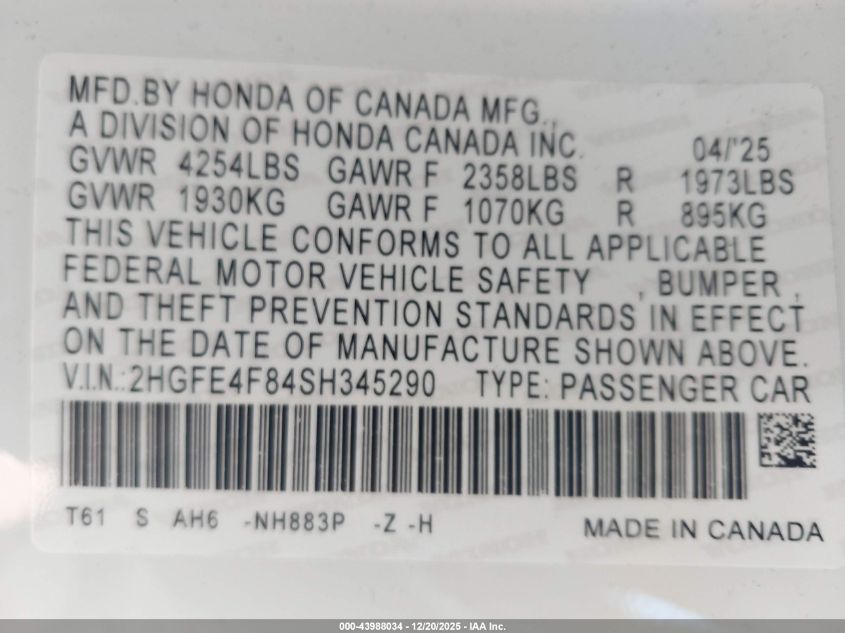 MFD.BY HONDA OF CANADA MFG.,
A DIVISION OF HONDA CANADA INC. 04/'25
GVWR 4254LBS GAWR F 2358LBS R 1973LBS
GVWR 1930KG GAWR F 1070KG R 895KG
THIS VEHICLE CONFORMS TO ALL APPLICABLE
FEDERAL MOTOR VEHICLE SAFETY , BUMPER ,
AND THEFT PREVENTION STANDARDS IN EFFECT
ON THE DATE OF MANUFACTURE SHOWN ABOVE.
V.I.N.:2HGFE4F84SH345290 TYPE: PASSENGER CAR
T61 S AH6 -NH883P -Z -H MADE IN CANADA
000-43988034 - 12/20/2025 - IAA Inc.